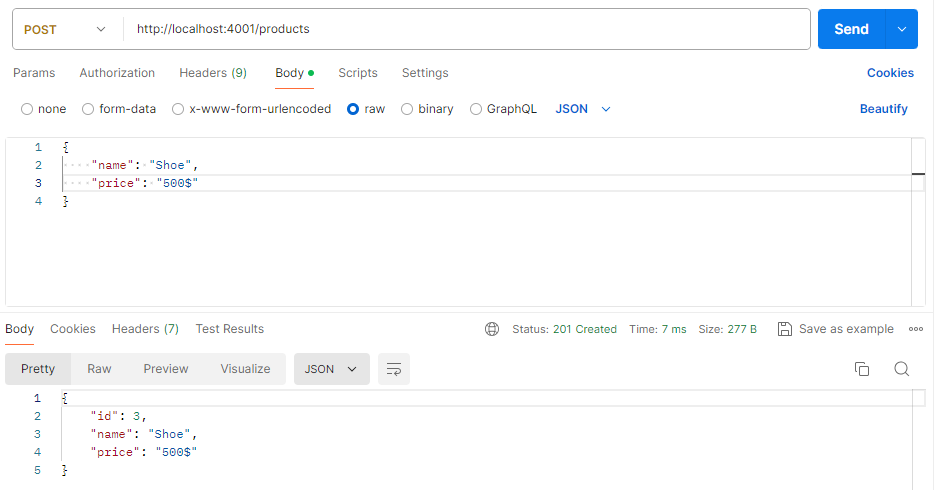 POST http://localhost:4001/products Send
Params Authorization Headers (9) Body Scripts Settings Cookies
none form-data x-www-form-urlencoded raw binary GraphQL JSON Beautify
1 {
2 "name": "Shoe",
3 "price": "500$"
4 }
Body Cookies Headers (7) Test Results Status: 201 Created Time: 7 ms Size: 277 B Save as example
Pretty Raw Preview Visualize JSON
1 {
2 "id": 3,
3 "name": "Shoe",
4 "price": "500$"
5 }